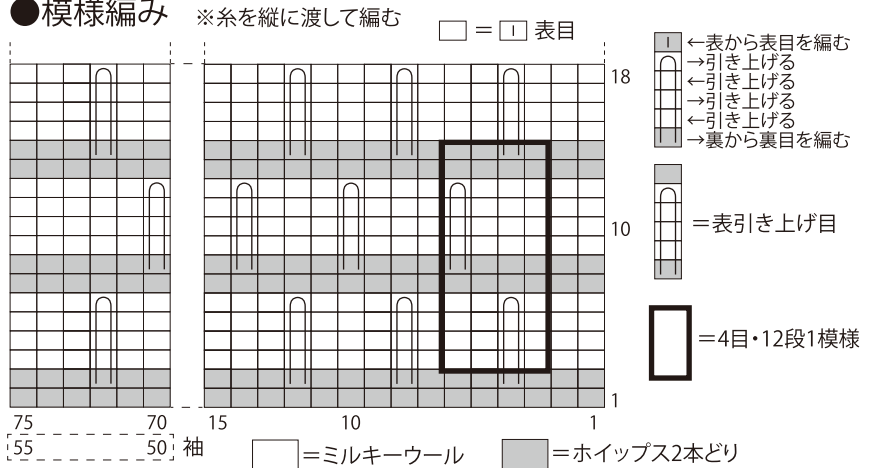 ●模様編み ※糸を縦に渡して編む
□ = ｜ 表目
←表から表目を編む
→引き上げる
←引き上げる
→引き上げる
←引き上げる
→裏から裏目を編む
18
10
=表引き上げ目
=4目・12段1模様
1
75 70 15 10 1
55 50 袖
=ミルキーウール =ホイップス2本どり